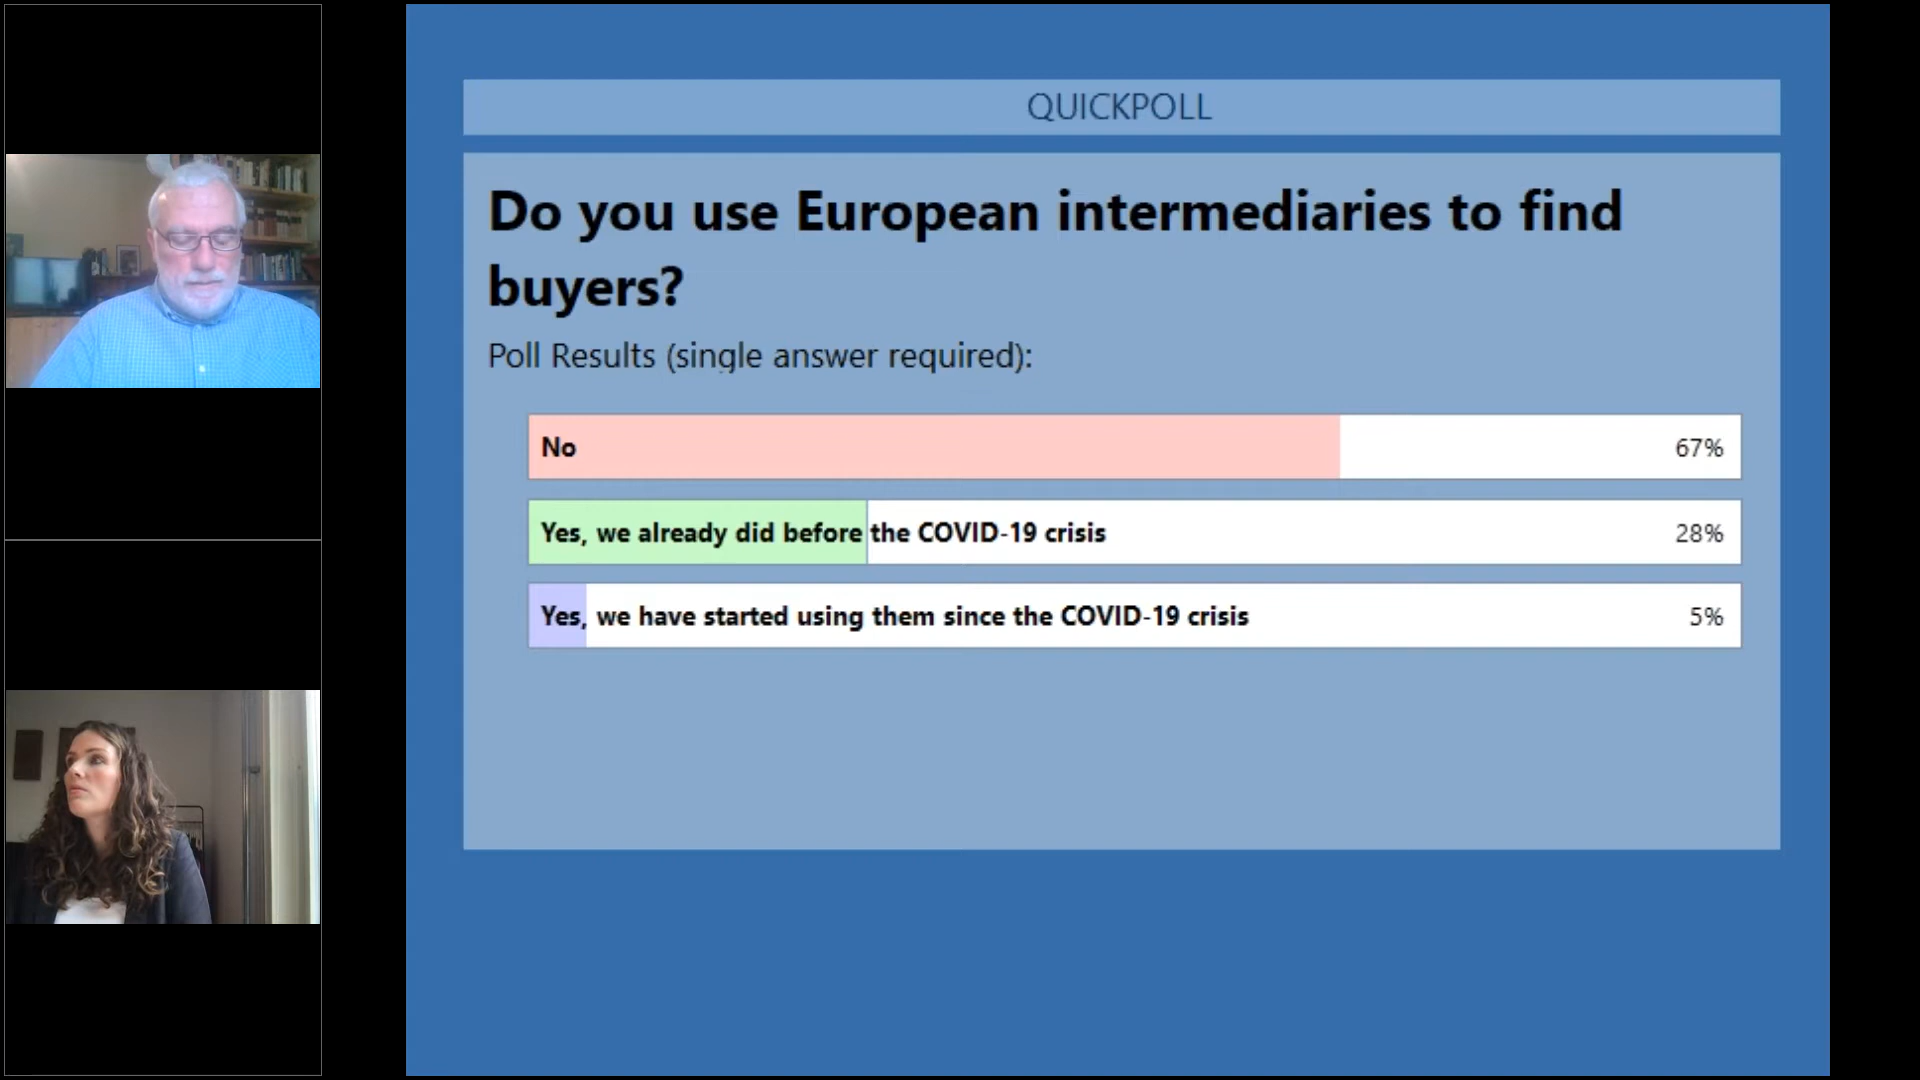 QUICKPOLL
Do you use European intermediaries to find
buyers?
Poll Results (single answer required):
No 67%
Yes, we already did before the COVID-19 crisis 28%
Yes, we have started using them since the COVID-19 crisis 5%